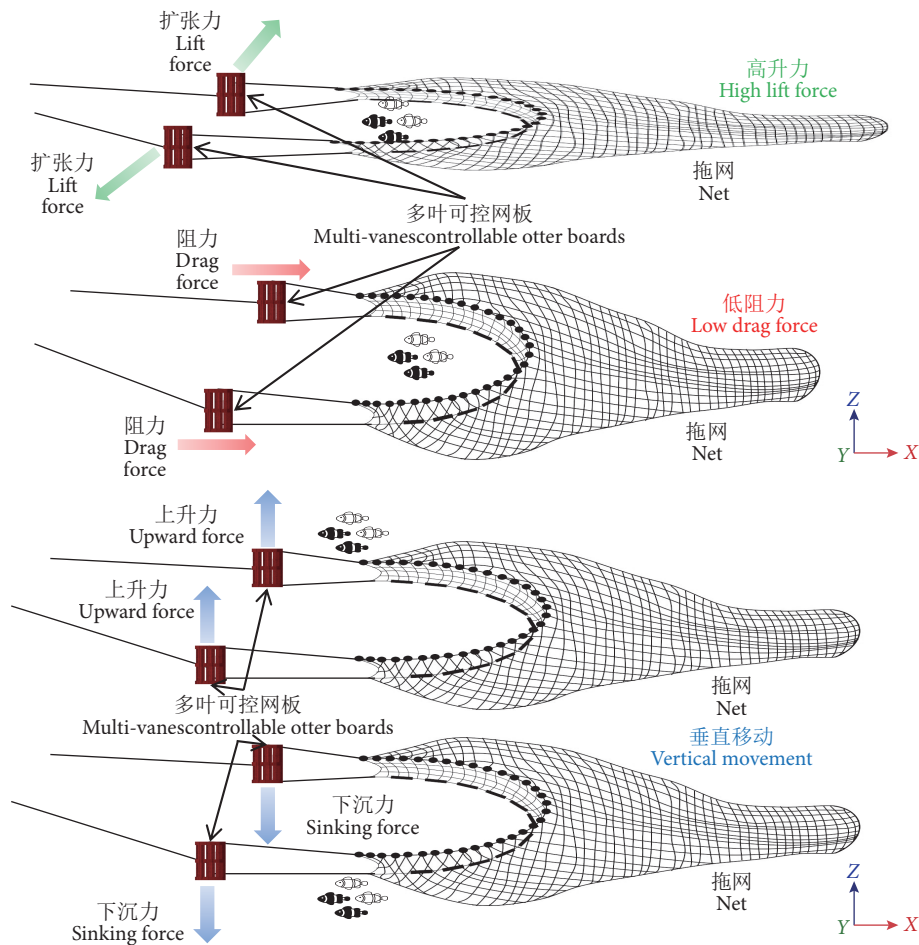 扩张力
Lift
force
高升力
High lift force
扩张力
Lift
force
拖网
Net
多叶可控网板
Multi-vanescontrollable otter boards
阻力
Drag
force
低阻力
Low drag force
阻力
Drag
force
拖网
Net
Z
Y
X
上升力
Upward force
上升力
Upward force
拖网
Net
多叶可控网板
Multi-vanescontrollable otter boards
垂直移动
Vertical movement
下沉力
Sinking force
拖网
Net
下沉力
Sinking force
Z
Y
X